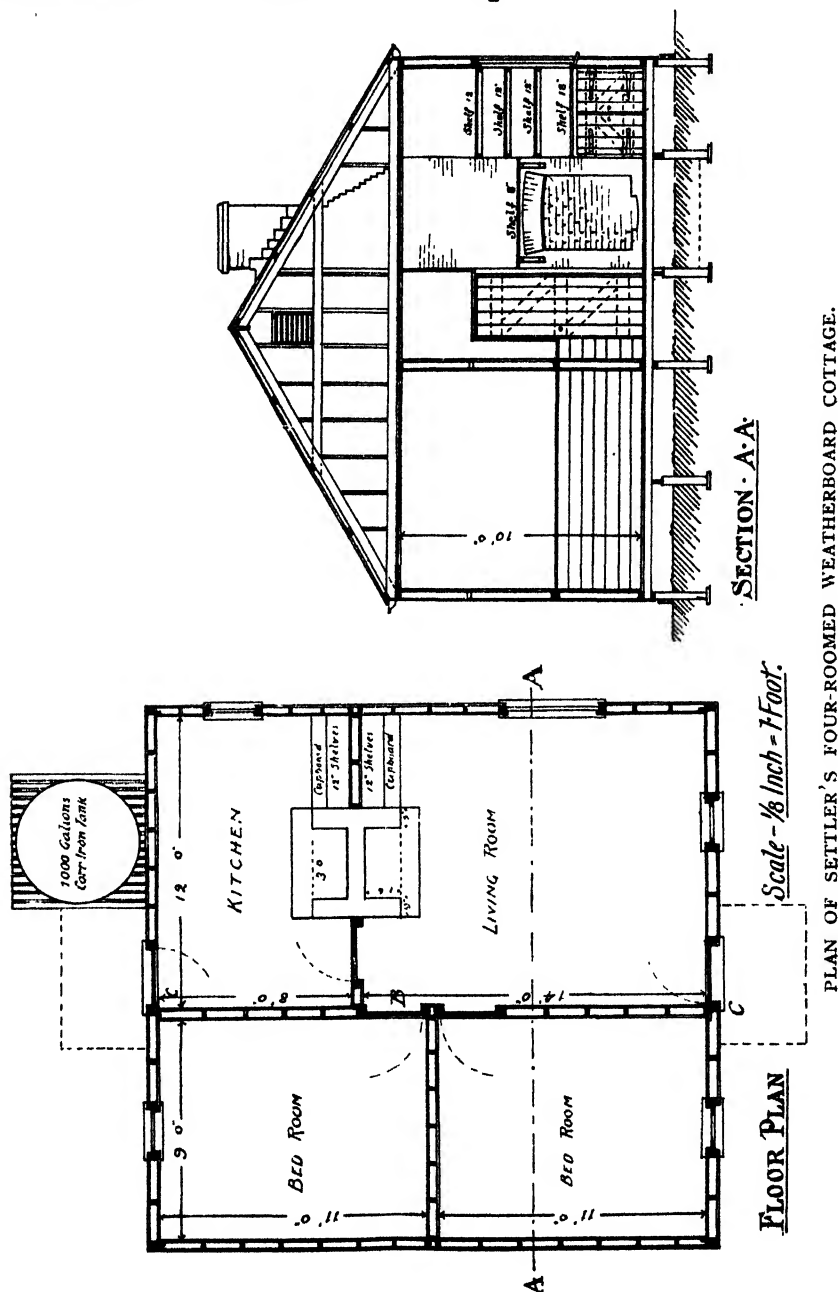 Shelf 12
Shelf 12"
Shelf 12"
Shelf 18"
Shelf 8"
10' 0"
SECTION · A·A·
1000 Gallons
Corr Iron Tank
12 0"
KITCHEN
Cupboard
12" Shelves
12" Shelves
Cupboard
3 0
8' 0"
B
LIVING ROOM
14' 0"
C
9 0"
BED ROOM
11' 0"
BED ROOM
11' 0"
A
A
FLOOR PLAN
Scale - 1/8 Inch = 1 Foot.
PLAN OF SETTLER'S FOUR-ROOMED WEATHERBOARD COTTAGE.